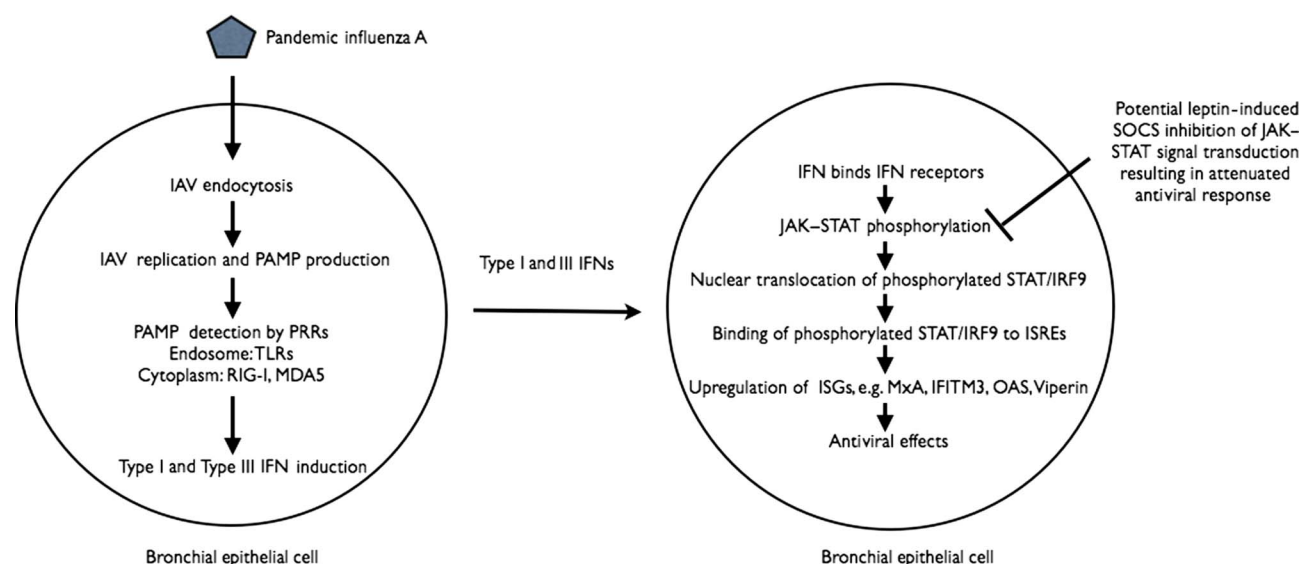 Pandemic influenza A
IAV endocytosis
IAV replication and PAMP production
PAMP detection by PRRs
Endosome: TLRs
Cytoplasm: RIG-I, MDA5
Type I and Type III IFN induction
Bronchial epithelial cell
Type I and III IFNs
IFN binds IFN receptors
JAK–STAT phosphorylation
Nuclear translocation of phosphorylated STAT/IRF9
Binding of phosphorylated STAT/IRF9 to ISREs
Upregulation of ISGs, e.g. MxA, IFITM3, OAS, Viperin
Antiviral effects
Bronchial epithelial cell
Potential leptin-induced
SOCS inhibition of JAK–
STAT signal transduction
resulting in attenuated
antiviral response